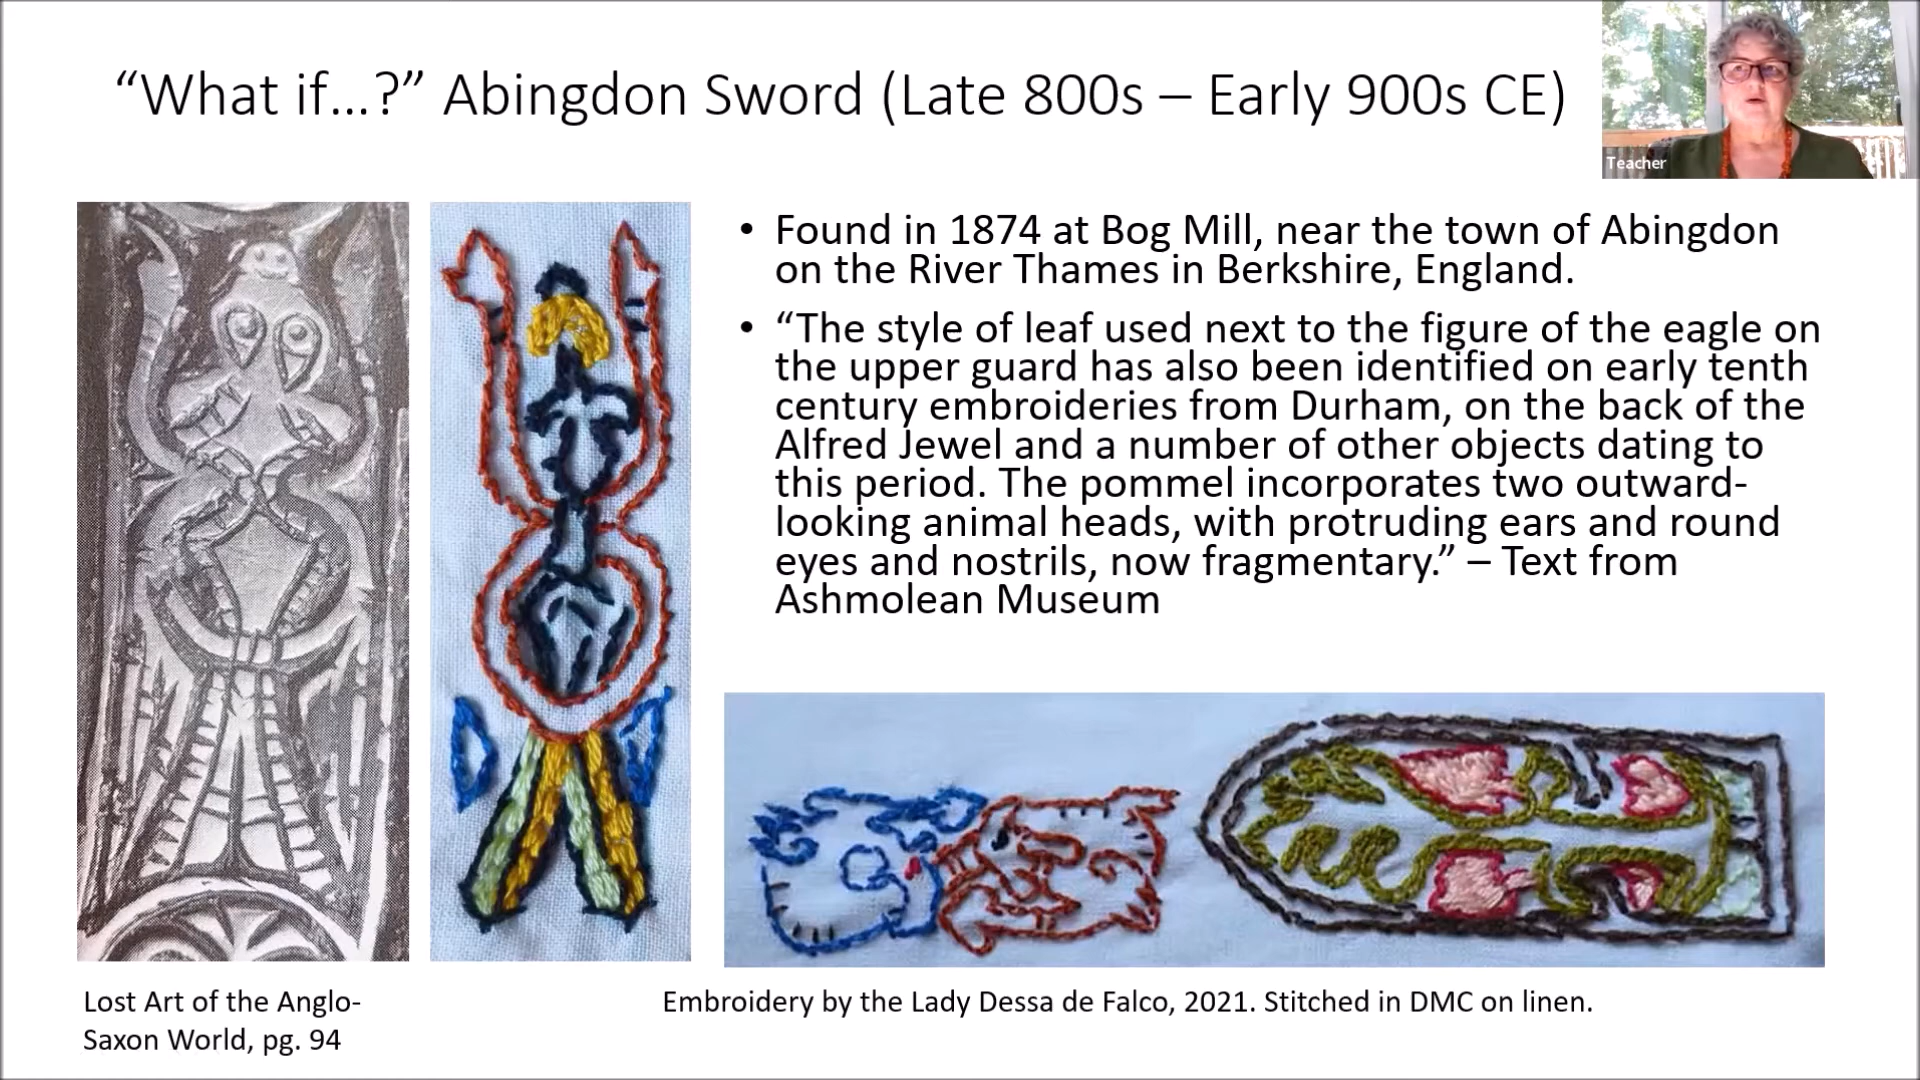 “What if...?” Abingdon Sword (Late 800s – Early 900s CE)
Teacher
• Found in 1874 at Bog Mill, near the town of Abingdon
on the River Thames in Berkshire, England.
• “The style of leaf used next to the figure of the eagle on
the upper guard has also been identified on early tenth
century embroideries from Durham, on the back of the
Alfred Jewel and a number of other objects dating to
this period. The pommel incorporates two outward-
looking animal heads, with protruding ears and round
eyes and nostrils, now fragmentary.” – Text from
Ashmolean Museum
Lost Art of the Anglo-
Saxon World, pg. 94
Embroidery by the Lady Dessa de Falco, 2021. Stitched in DMC on linen.